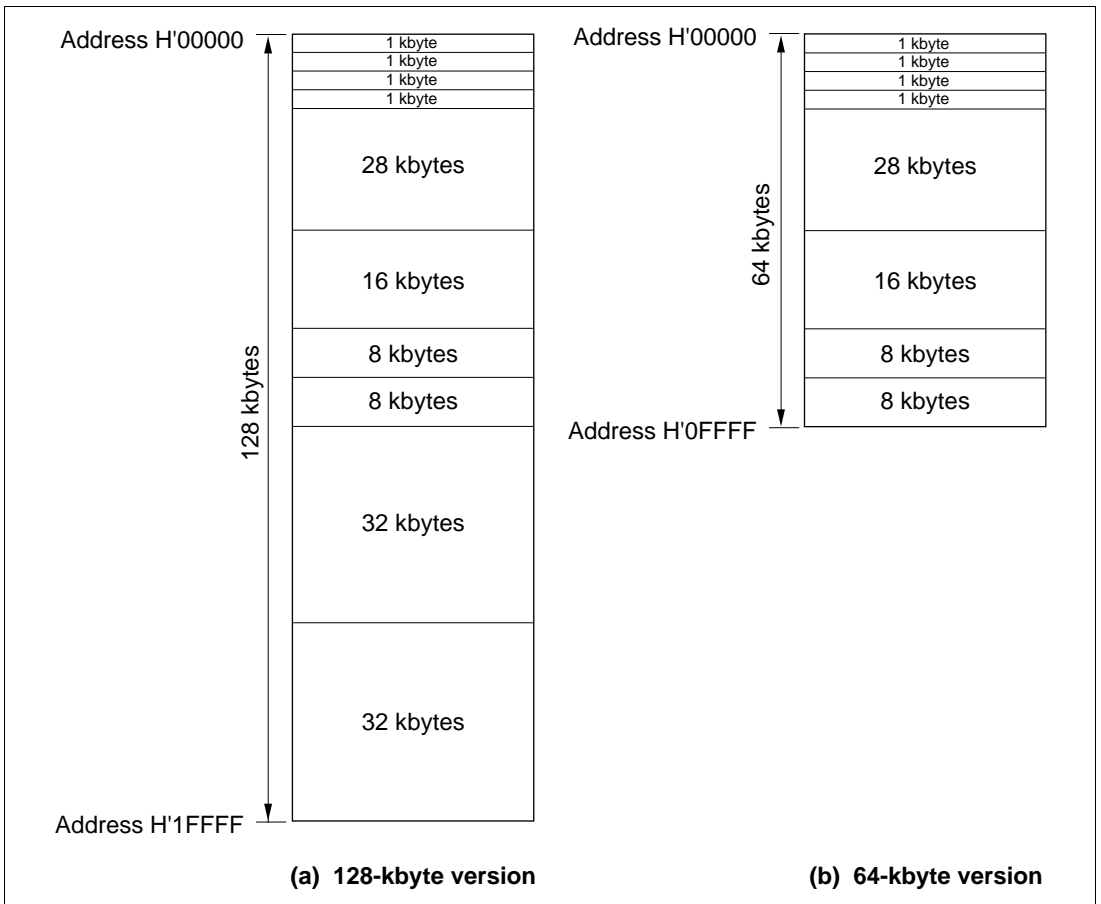 Address H'00000
1 kbyte
1 kbyte
1 kbyte
1 kbyte
28 kbytes
16 kbytes
8 kbytes
8 kbytes
32 kbytes
32 kbytes
128 kbytes
Address H'1FFFF
(a) 128-kbyte version
Address H'00000
1 kbyte
1 kbyte
1 kbyte
1 kbyte
28 kbytes
16 kbytes
8 kbytes
8 kbytes
64 kbytes
Address H'0FFFF
(b) 64-kbyte version